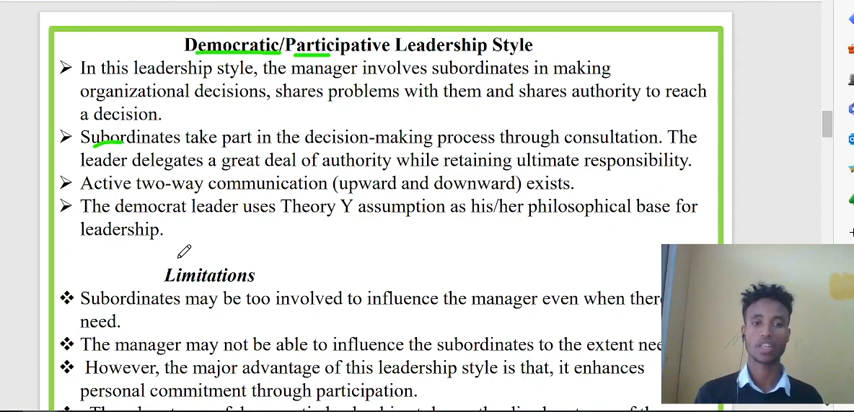 Democratic/Participative Leadership Style
➢ In this leadership style, the manager involves subordinates in making
organizational decisions, shares problems with them and shares authority to reach
a decision.
➢ Subordinates take part in the decision-making process through consultation. The
leader delegates a great deal of authority while retaining ultimate responsibility.
➢ Active two-way communication (upward and downward) exists.
➢ The democrat leader uses Theory Y assumption as his/her philosophical base for
leadership.
Limitations
❖ Subordinates may be too involved to influence the manager even when
need.
❖ The manager may not be able to influence the subordinates to the extent
❖ However, the major advantage of this leadership style is that, it enhances
personal commitment through participation.